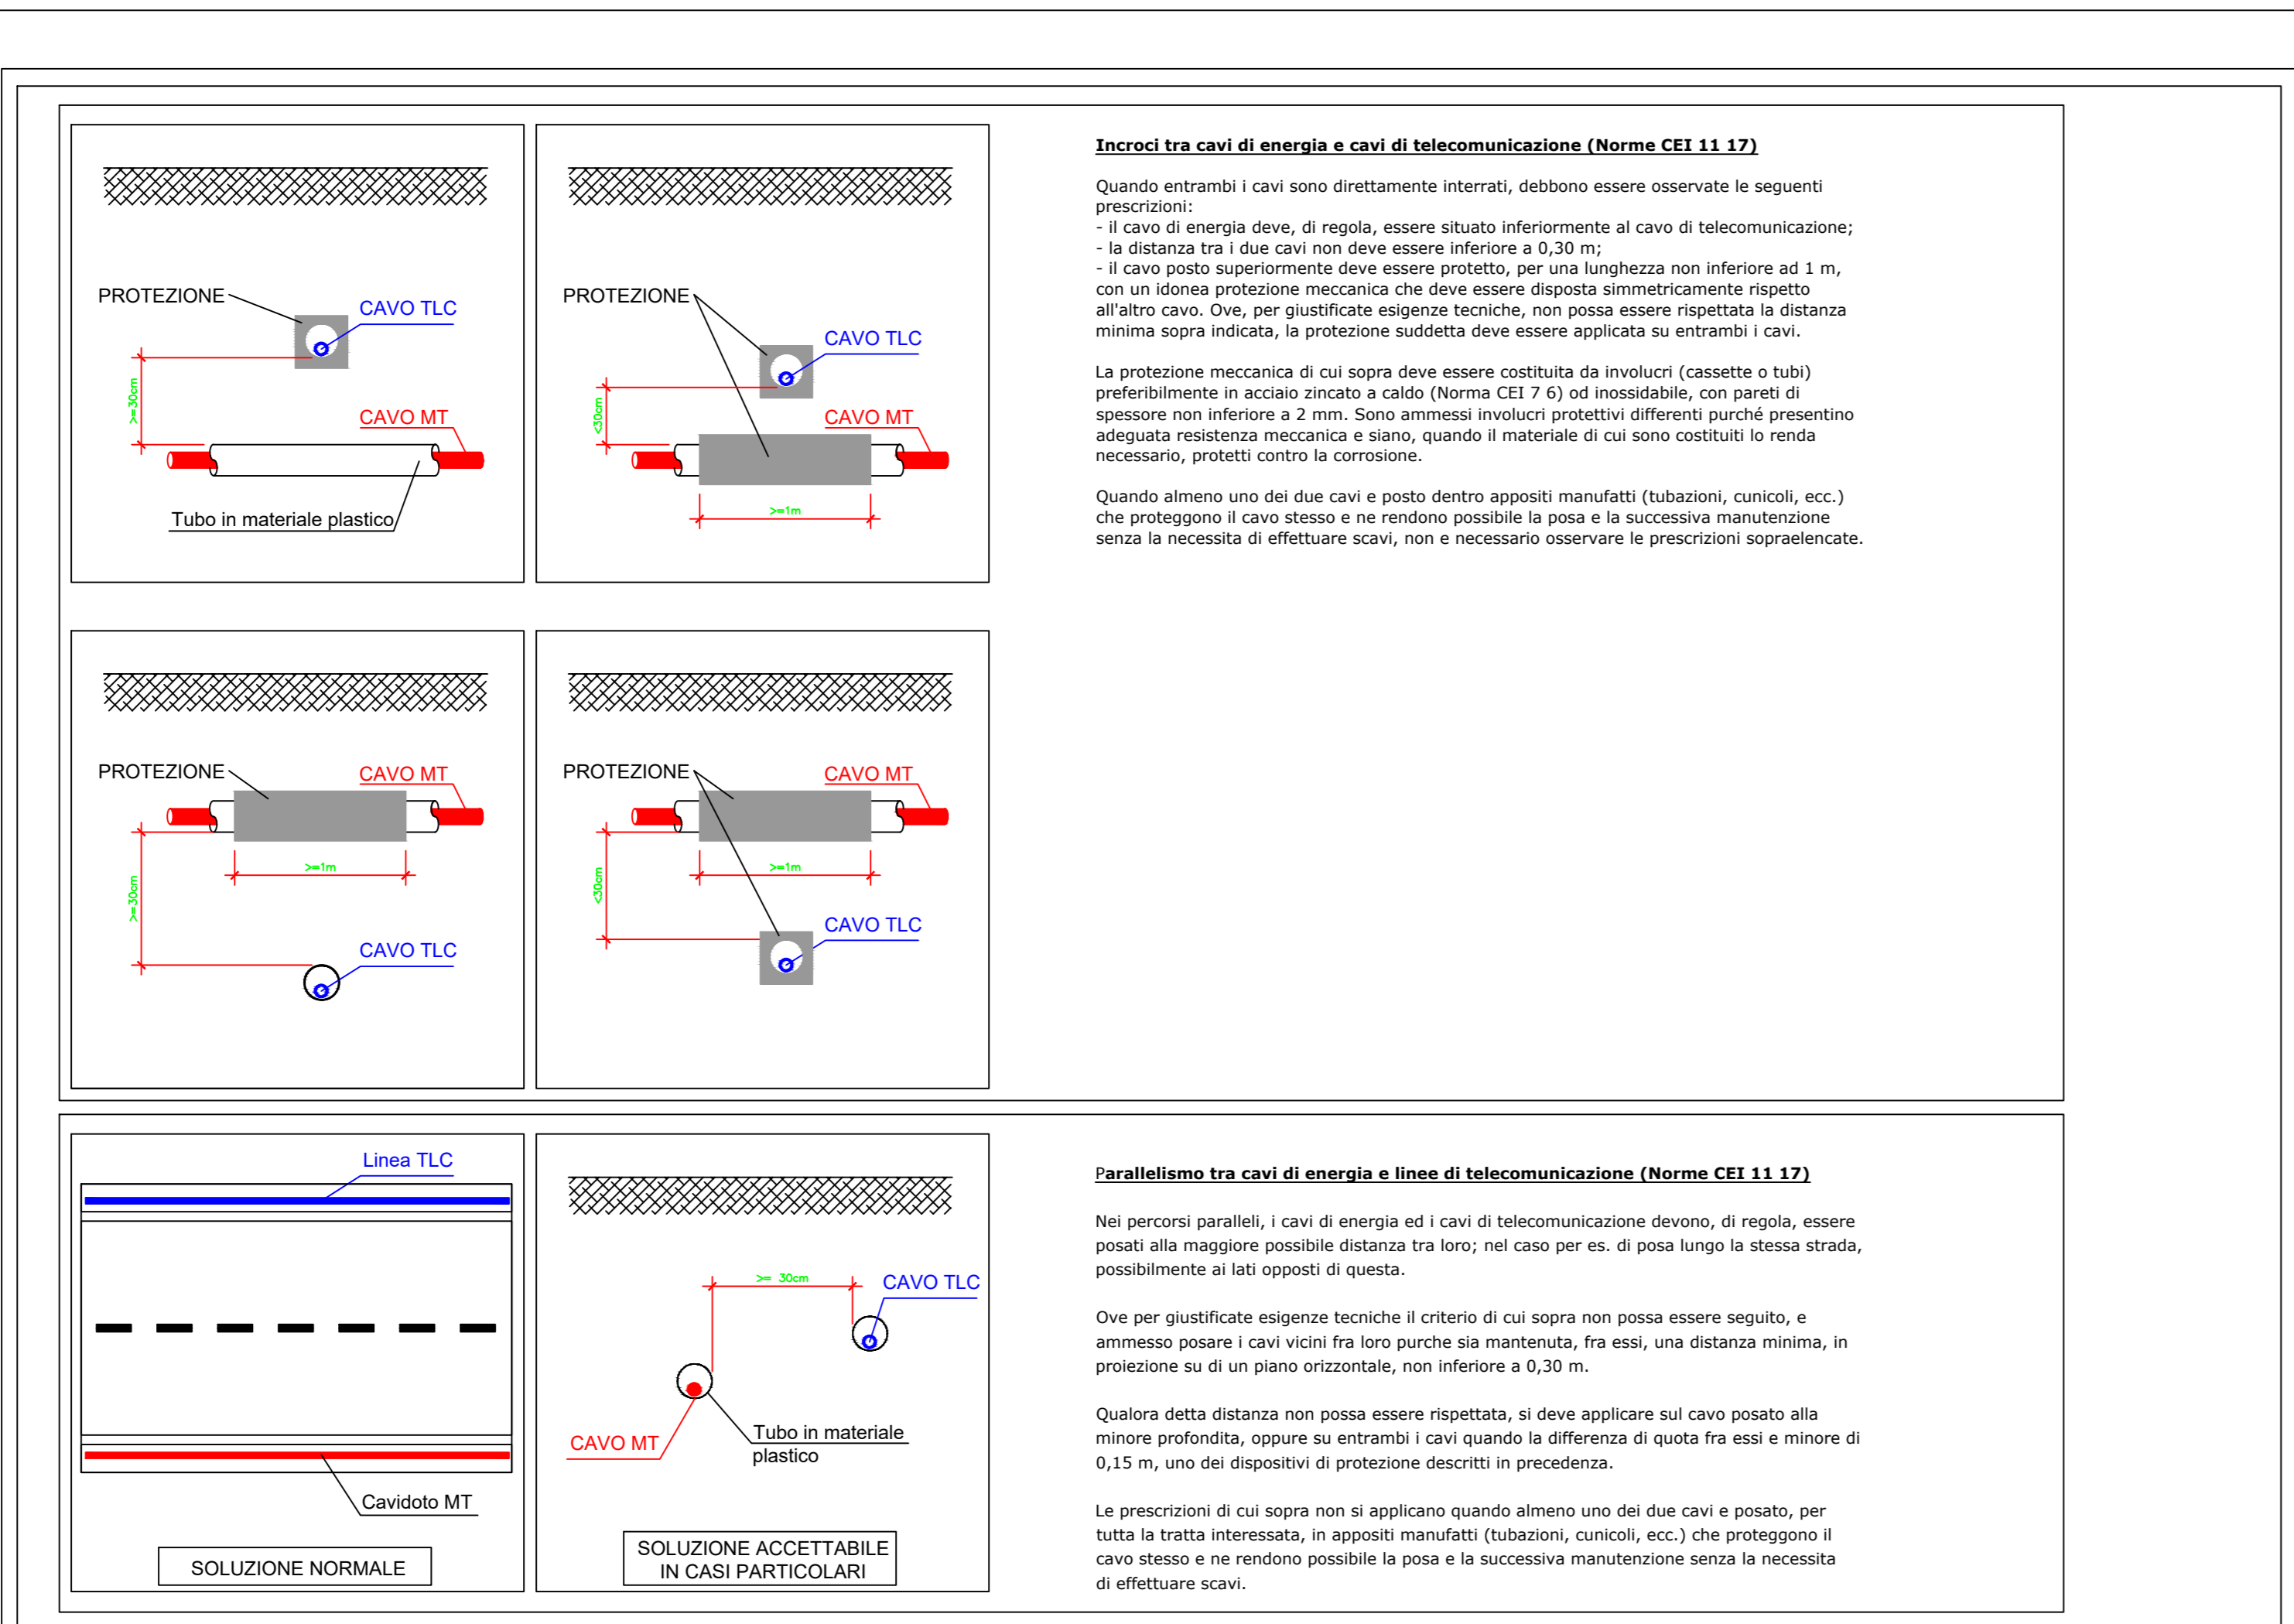 PROTEZIONE
CAVO TLC
>=30cm
CAVO MT
Tubo in materiale plastico
PROTEZIONE
CAVO TLC
<30cm
CAVO MT
>=1m
Incroci tra cavi di energia e cavi di telecomunicazione (Norme CEI 11 17)
Quando entrambi i cavi sono direttamente interrati, debbono essere osservate le seguenti
prescrizioni:
- il cavo di energia deve, di regola, essere situato inferiormente al cavo di telecomunicazione;
- la distanza tra i due cavi non deve essere inferiore a 0,30 m;
- il cavo posto superiormente deve essere protetto, per una lunghezza non inferiore ad 1 m,
con un idonea protezione meccanica che deve essere disposta simmetricamente rispetto
all'altro cavo. Ove, per giustificate esigenze tecniche, non possa essere rispettata la distanza
minima sopra indicata, la protezione suddetta deve essere applicata su entrambi i cavi.
La protezione meccanica di cui sopra deve essere costituita da involucri (cassette o tubi)
preferibilmente in acciaio zincato a caldo (Norma CEI 7 6) od inossidabile, con pareti di
spessore non inferiore a 2 mm. Sono ammessi involucri protettivi differenti purché presentino
adeguata resistenza meccanica e siano, quando il materiale di cui sono costituiti lo renda
necessario, protetti contro la corrosione.
Quando almeno uno dei due cavi e posto dentro appositi manufatti (tubazioni, cunicoli, ecc.)
che proteggono il cavo stesso e ne rendono possibile la posa e la successiva manutenzione
senza la necessita di effettuare scavi, non e necessario osservare le prescrizioni sopraelencate.
PROTEZIONE
CAVO MT
>=1m
>=30cm
CAVO TLC
PROTEZIONE
CAVO MT
>=1m
<30cm
CAVO TLC
Linea TLC
Cavidoto MT
SOLUZIONE NORMALE
>= 30cm
CAVO TLC
CAVO MT
Tubo in materiale
plastico
SOLUZIONE ACCETTABILE
IN CASI PARTICOLARI
Parallelismo tra cavi di energia e linee di telecomunicazione (Norme CEI 11 17)
Nei percorsi paralleli, i cavi di energia ed i cavi di telecomunicazione devono, di regola, essere
posati alla maggiore possibile distanza tra loro; nel caso per es. di posa lungo la stessa strada,
possibilmente ai lati opposti di questa.
Ove per giustificate esigenze tecniche il criterio di cui sopra non possa essere seguito, e
ammesso posare i cavi vicini fra loro purche sia mantenuta, fra essi, una distanza minima, in
proiezione su di un piano orizzontale, non inferiore a 0,30 m.
Qualora detta distanza non possa essere rispettata, si deve applicare sul cavo posato alla
minore profondita, oppure su entrambi i cavi quando la differenza di quota fra essi e minore di
0,15 m, uno dei dispositivi di protezione descritti in precedenza.
Le prescrizioni di cui sopra non si applicano quando almeno uno dei due cavi e posato, per
tutta la tratta interessata, in appositi manufatti (tubazioni, cunicoli, ecc.) che proteggono il
cavo stesso e ne rendono possibile la posa e la successiva manutenzione senza la necessita
di effettuare scavi.